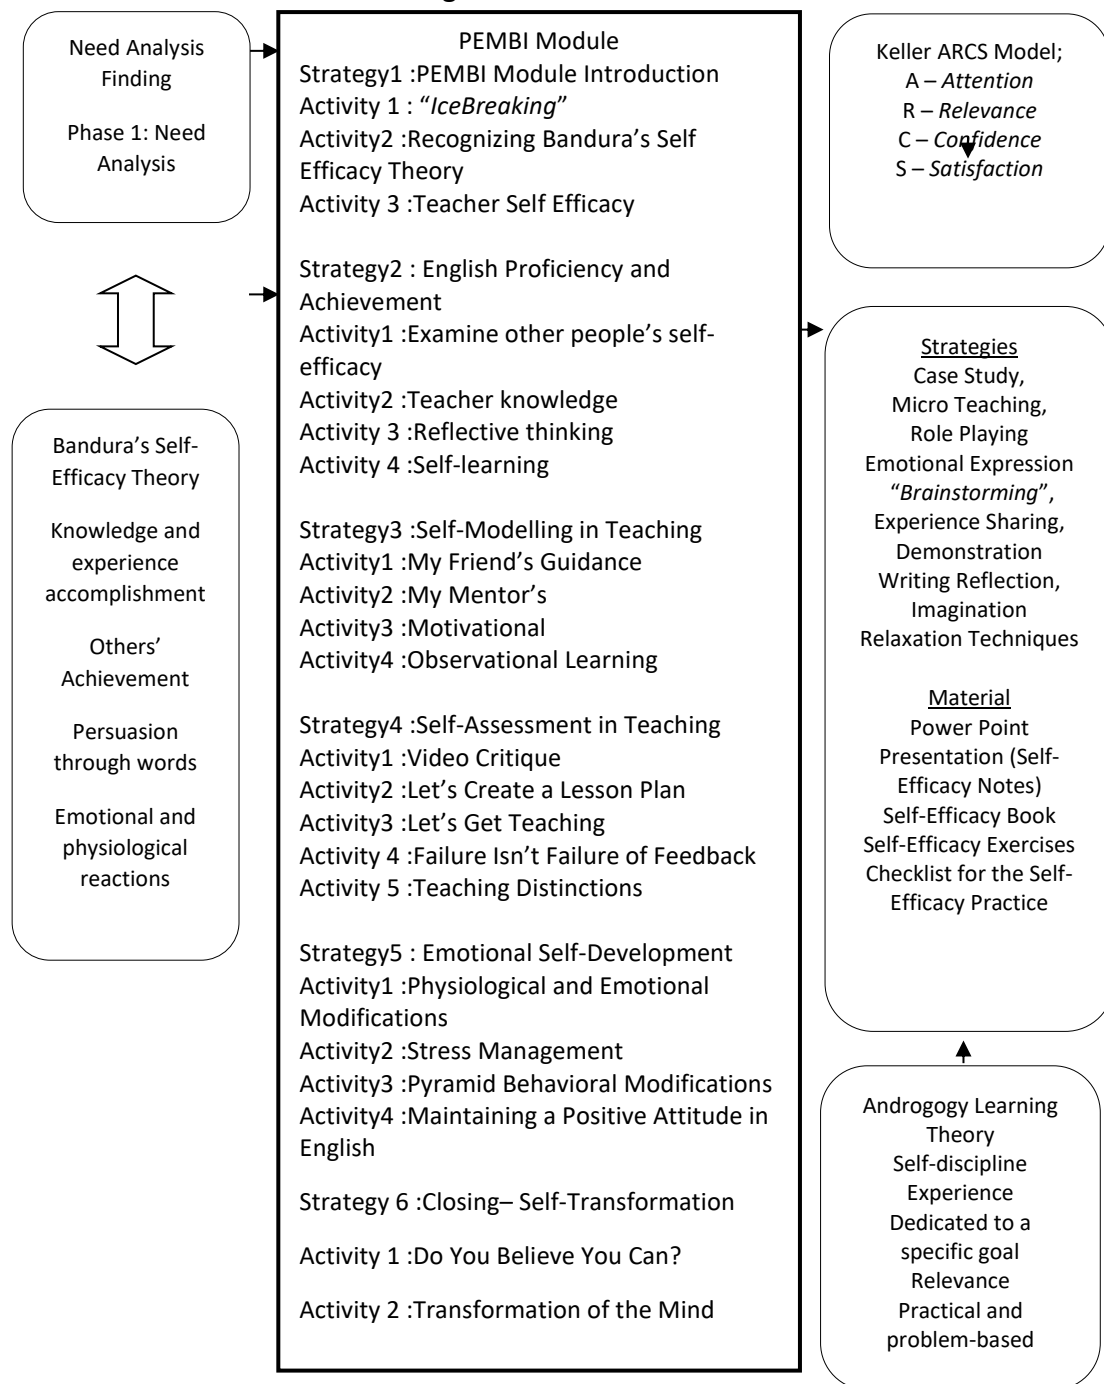 Need Analysis
Finding
Phase 1: Need
Analysis
Bandura’s Self-
Efficacy Theory
Knowledge and
experience
accomplishment
Others’
Achievement
Persuasion
through words
Emotional and
physiological
reactions
PEMBI Module
Strategy1 :PEMBI Module Introduction
Activity 1 : “IceBreaking”
Activity2 :Recognizing Bandura’s Self
Efficacy Theory
Activity 3 :Teacher Self Efficacy
Strategy2 : English Proficiency and
Achievement
Activity1 :Examine other people’s self-
efficacy
Activity2 :Teacher knowledge
Activity 3 :Reflective thinking
Activity 4 :Self-learning
Strategy3 :Self-Modelling in Teaching
Activity1 :My Friend’s Guidance
Activity2 :My Mentor’s
Activity3 :Motivational
Activity4 :Observational Learning
Strategy4 :Self-Assessment in Teaching
Activity1 :Video Critique
Activity2 :Let’s Create a Lesson Plan
Activity3 :Let’s Get Teaching
Activity 4 :Failure Isn’t Failure of Feedback
Activity 5 :Teaching Distinctions
Strategy5 : Emotional Self-Development
Activity1 :Physiological and Emotional
Modifications
Activity2 :Stress Management
Activity3 :Pyramid Behavioral Modifications
Activity4 :Maintaining a Positive Attitude in
English
Strategy 6 :Closing– Self-Transformation
Activity 1 :Do You Believe You Can?
Activity 2 :Transformation of the Mind
Keller ARCS Model;
A – Attention
R – Relevance
C – Confidence
S – Satisfaction
Strategies
Case Study,
Micro Teaching,
Role Playing
Emotional Expression
“Brainstorming”,
Experience Sharing,
Demonstration
Writing Reflection,
Imagination
Relaxation Techniques
Material
Power Point
Presentation (Self-
Efficacy Notes)
Self-Efficacy Book
Self-Efficacy Exercises
Checklist for the Self-
Efficacy Practice
Androgogy Learning
Theory
Self-discipline
Experience
Dedicated to a
specific goal
Relevance
Practical and
problem-based